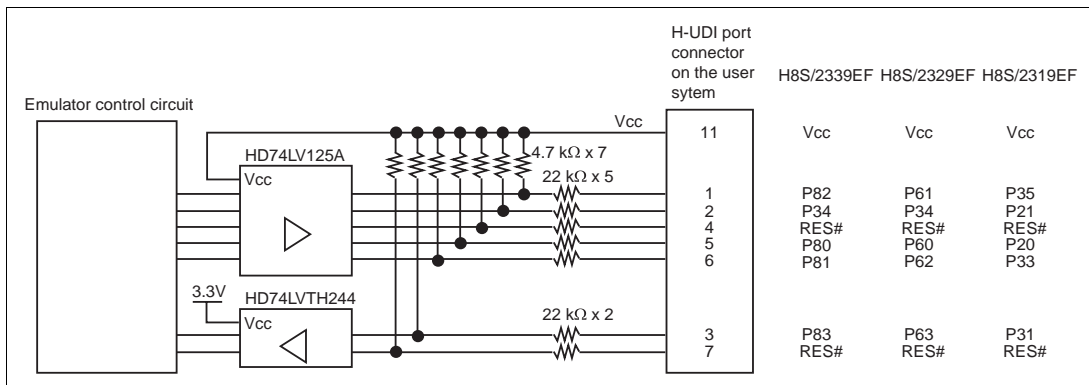 H-UDI port
connector
on the user
sytem
H8S/2339EF H8S/2329EF H8S/2319EF
Emulator control circuit
Vcc 11 Vcc Vcc Vcc
HD74LV125A
4.7 kΩ x 7
Vcc
22 kΩ x 5
1 P82 P61 P35
2 P34 P34 P21
4 RES# RES# RES#
5 P80 P60 P20
6 P81 P62 P33
3.3V
HD74LVTH244
Vcc
22 kΩ x 2
3 P83 P63 P31
7 RES# RES# RES#